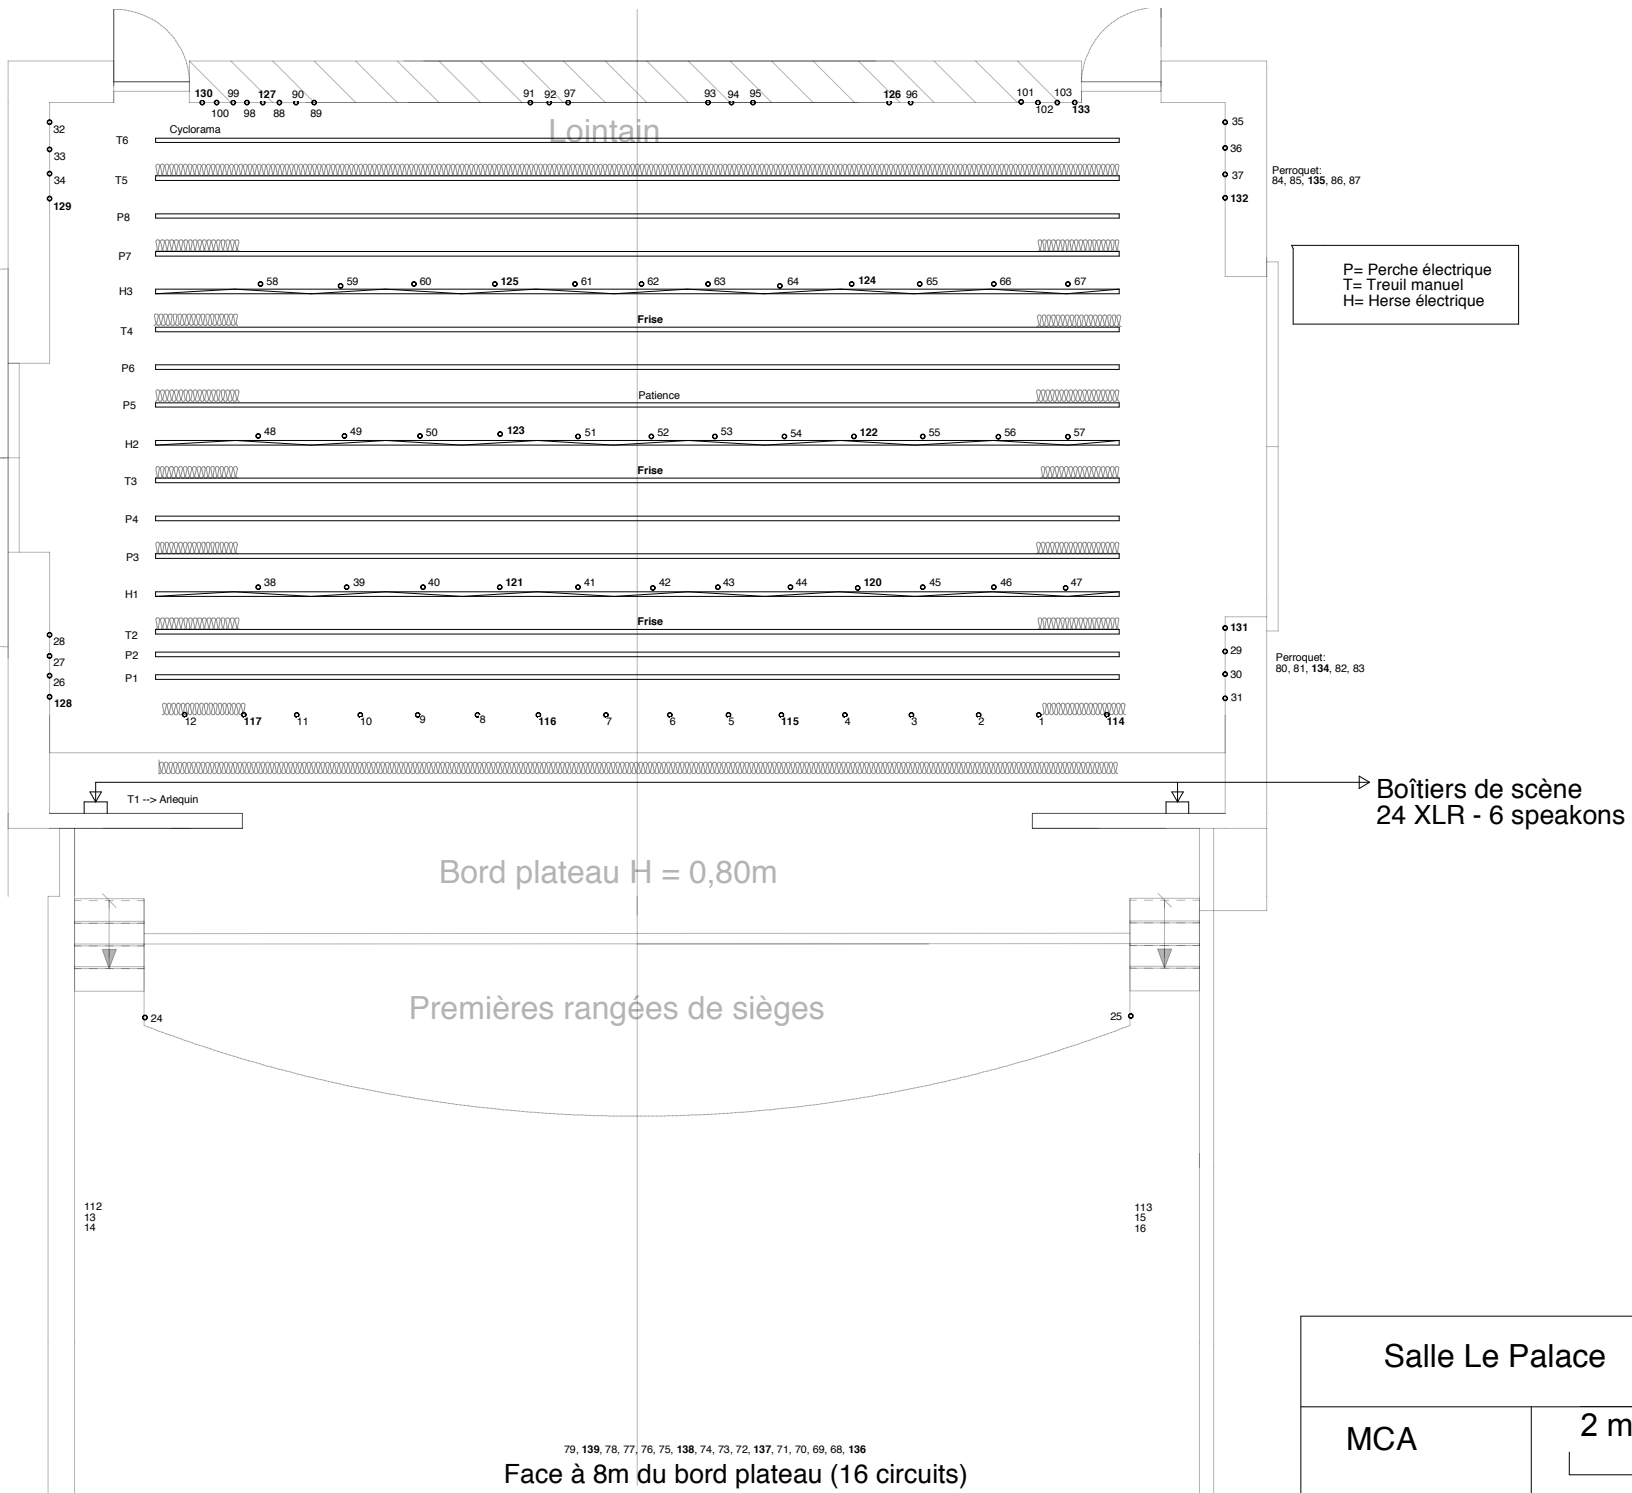 130 99 127 90 91 92 97 93 94 95 126 96 101 103
100 98 88 89 102 133
32 Cyclorama Lointain 35
T6
33 36
34 T5 37
Perroquet:
84, 85, 135, 86, 87
129 132
P8
P7
P= Perche électrique
T= Treuil manuel
H= Herse électrique
58 59 60 125 61 62 63 64 124 65 66 67
H3
Frise
T4
P6
Patience
P5
48 49 50 123 51 52 53 54 122 55 56 57
H2
Frise
T3
P4
P3
38 39 40 121 41 42 43 44 120 45 46 47
H1
Frise
131
28 T2
27 P2 29
Perroquet:
80, 81, 134, 82, 83
26 P1 30
128 31
12 117 11 10 9 8 116 7 6 5 115 4 3 2 1 114
T1 --> Arlequin
Boîtiers de scène
24 XLR - 6 speakons
Bord plateau H = 0,80m
Premières rangées de sièges
24 25
112 113
13 15
14 16
Salle Le Palace
MCA 2 m
79, 139, 78, 77, 76, 75, 138, 74, 73, 72, 137, 71, 70, 69, 68, 136
Face à 8m du bord plateau (16 circuits)